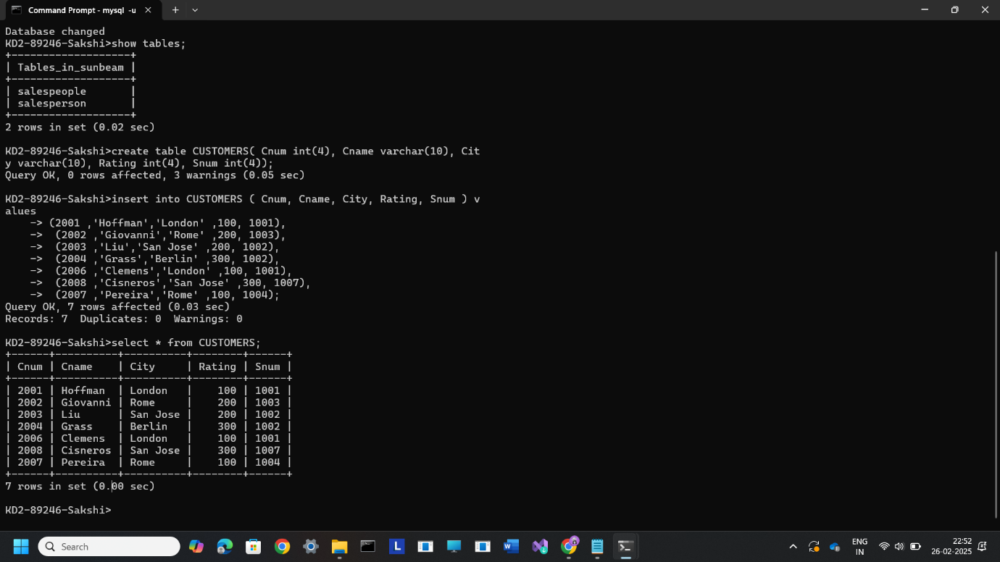 Command Prompt - mysql -u
Database changed
KD2-89246-Sakshi>show tables;
+-------------------+
| Tables_in_sunbeam |
+-------------------+
| salespeople       |
| salesperson       |
+-------------------+
2 rows in set (0.02 sec)
KD2-89246-Sakshi>create table CUSTOMERS( Cnum int(4), Cname varchar(10), Cit
y varchar(10), Rating int(4), Snum int(4));
Query OK, 0 rows affected, 3 warnings (0.05 sec)
KD2-89246-Sakshi>insert into CUSTOMERS ( Cnum, Cname, City, Rating, Snum ) v
alues
    -> (2001 ,'Hoffman','London' ,100, 1001),
    ->  (2002 ,'Giovanni','Rome' ,200, 1003),
    ->  (2003 ,'Liu','San Jose' ,200, 1002),
    ->  (2004 ,'Grass','Berlin' ,300, 1002),
    ->  (2006 ,'Clemens','London' ,100, 1001),
    ->  (2008 ,'Cisneros','San Jose' ,300, 1007),
    ->  (2007 ,'Pereira','Rome' ,100, 1004);
Query OK, 7 rows affected (0.03 sec)
Records: 7  Duplicates: 0  Warnings: 0
KD2-89246-Sakshi>select * from CUSTOMERS;
+------+----------+----------+--------+------+
| Cnum | Cname    | City     | Rating | Snum |
+------+----------+----------+--------+------+
| 2001 | Hoffman  | London   |    100 | 1001 |
| 2002 | Giovanni | Rome     |    200 | 1003 |
| 2003 | Liu      | San Jose |    200 | 1002 |
| 2004 | Grass    | Berlin   |    300 | 1002 |
| 2006 | Clemens  | London   |    100 | 1001 |
| 2008 | Cisneros | San Jose |    300 | 1007 |
| 2007 | Pereira  | Rome     |    100 | 1004 |
+------+----------+----------+--------+------+
7 rows in set (0.00 sec)
KD2-89246-Sakshi>
Search
L
W
ENG
IN
22:52
26-02-2025